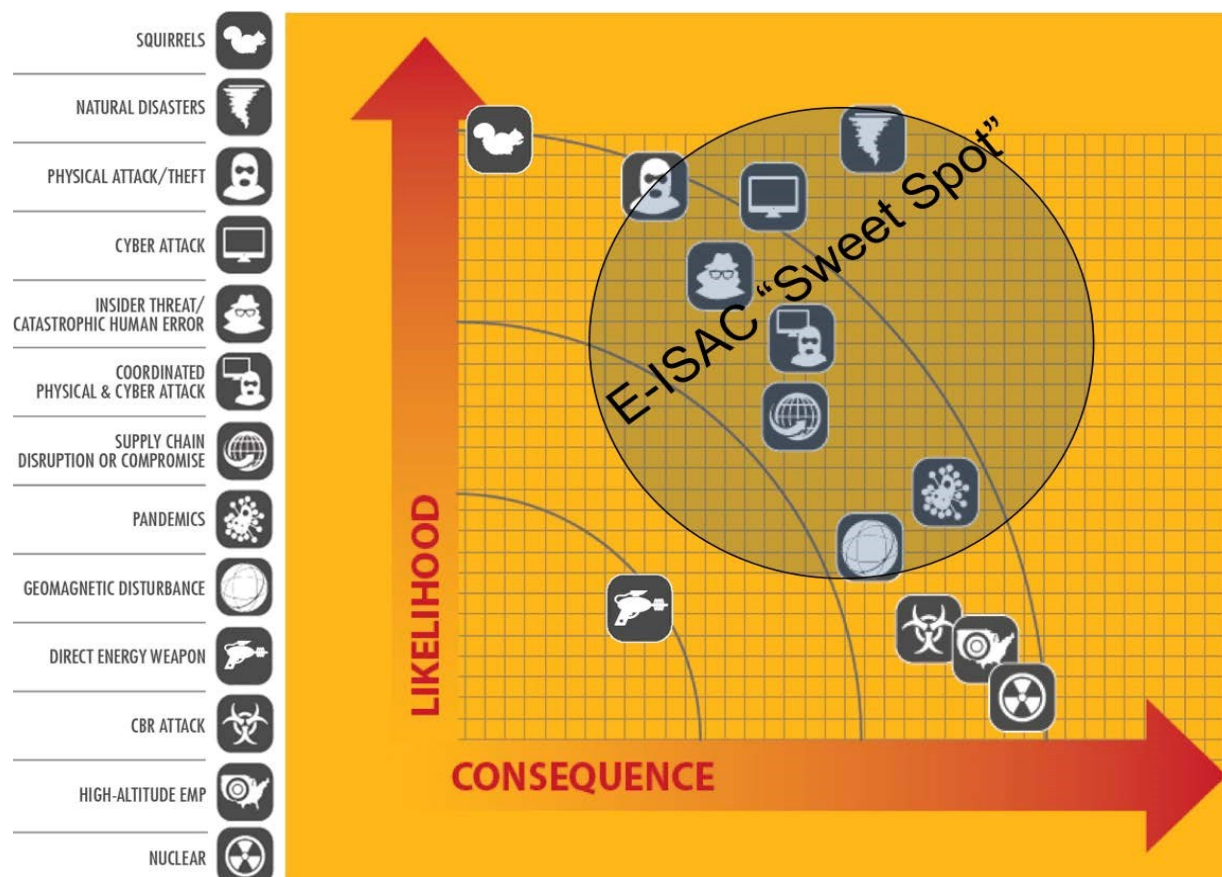 SQUIRRELS
NATURAL DISASTERS
PHYSICAL ATTACK/THEFT
CYBER ATTACK
INSIDER THREAT/
CATASTROPHIC HUMAN ERROR
COORDINATED
PHYSICAL & CYBER ATTACK
SUPPLY CHAIN
DISRUPTION OR COMPROMISE
PANDEMICS
GEOMAGNETIC DISTURBANCE
DIRECT ENERGY WEAPON
CBR ATTACK
HIGH-ALTITUDE EMP
NUCLEAR
LIKELIHOOD
E-ISAC “Sweet Spot”
CONSEQUENCE